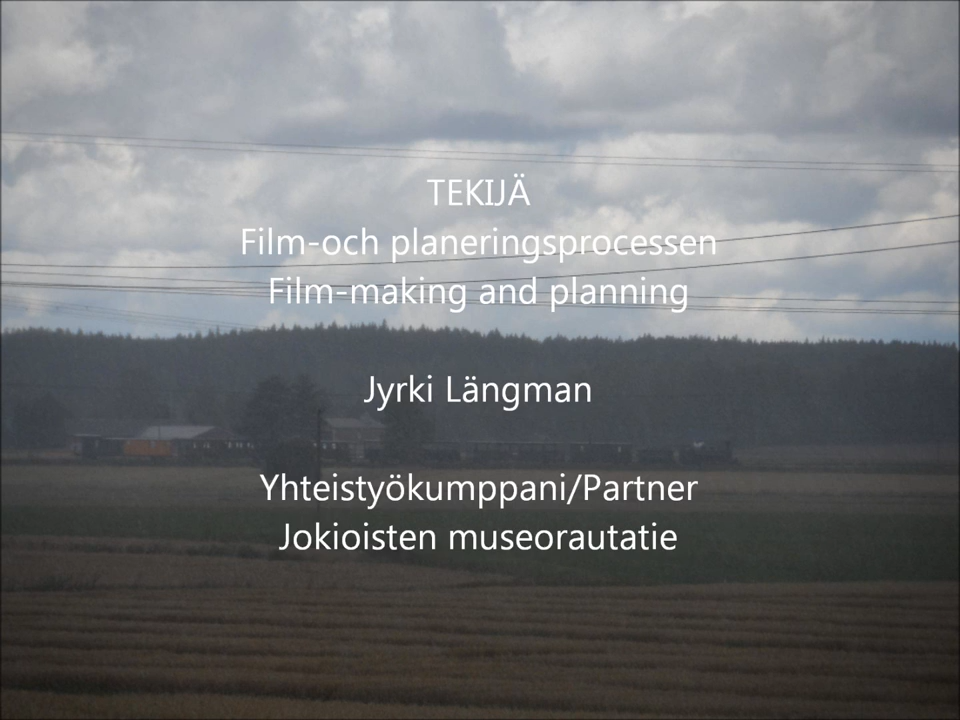 TEKIJÄ
Film-och planeringsprocessen
Film-making and planning
Jyrki Längman
Yhteistyökumppani/Partner
Jokioisten museorautatie